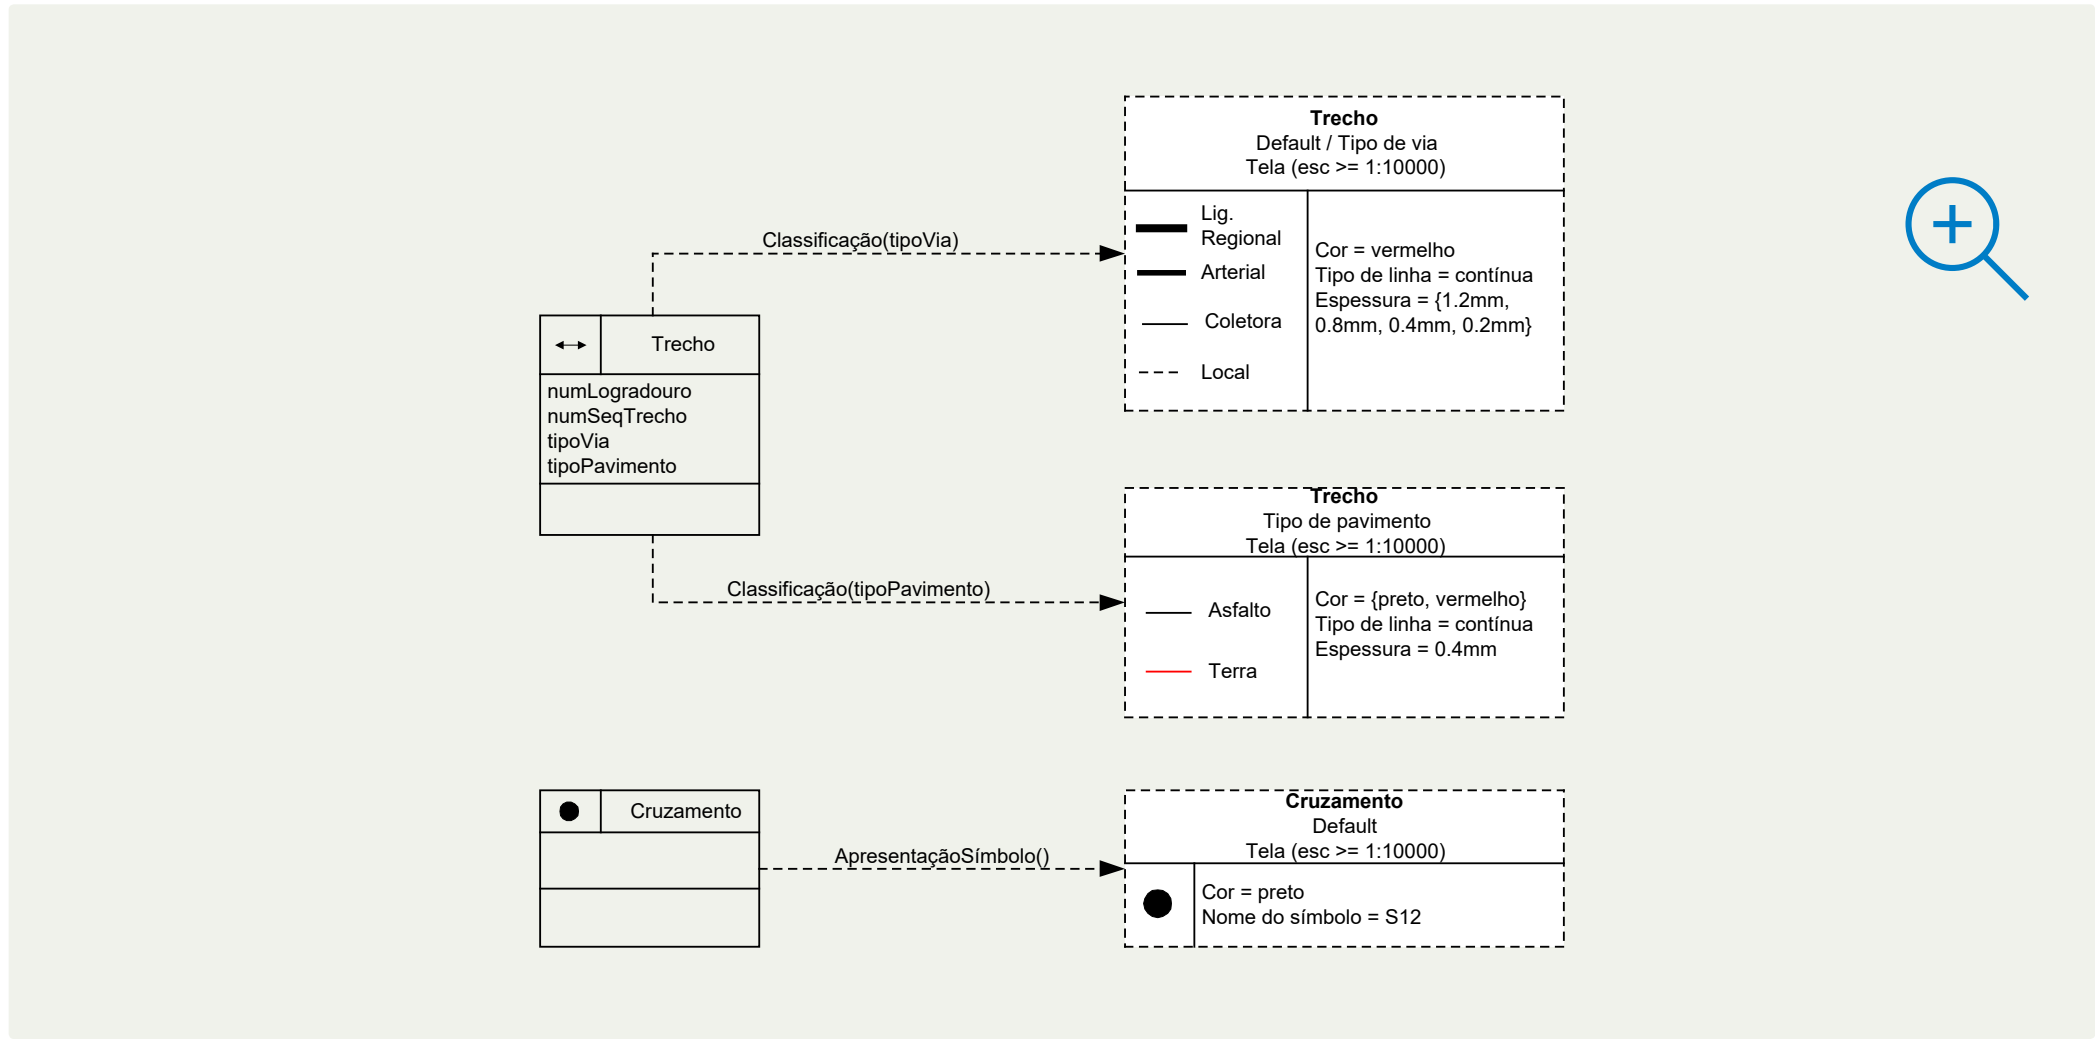 Trecho
Default / Tipo de via
Tela (esc >= 1:10000)
Lig.
Regional
Arterial
Coletora
Local
Cor = vermelho
Tipo de linha = contínua
Espessura = {1.2mm,
0.8mm, 0.4mm, 0.2mm}
Classificação(tipoVia)
Trecho
numLogradouro
numSeqTrecho
tipoVia
tipoPavimento
Classificação(tipoPavimento)
Trecho
Tipo de pavimento
Tela (esc >= 1:10000)
Asfalto
Terra
Cor = {preto, vermelho}
Tipo de linha = contínua
Espessura = 0.4mm
Cruzamento
ApresentaçãoSímbolo()
Cruzamento
Default
Tela (esc >= 1:10000)
Cor = preto
Nome do símbolo = S12